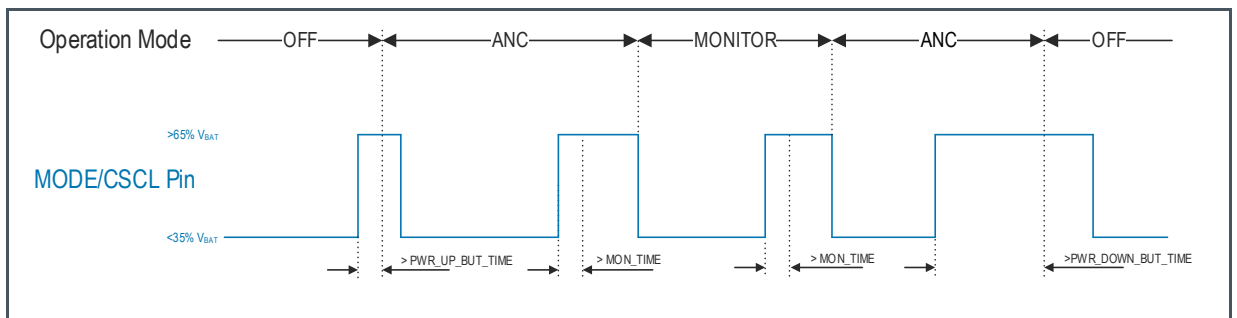 Operation Mode OFF ANC MONITOR ANC OFF
>65% VBAT
MODE/CSCL Pin
<35% VBAT
> PWR_UP_BUT_TIME > MON_TIME > MON_TIME >PWR_DOWN_BUT_TIME